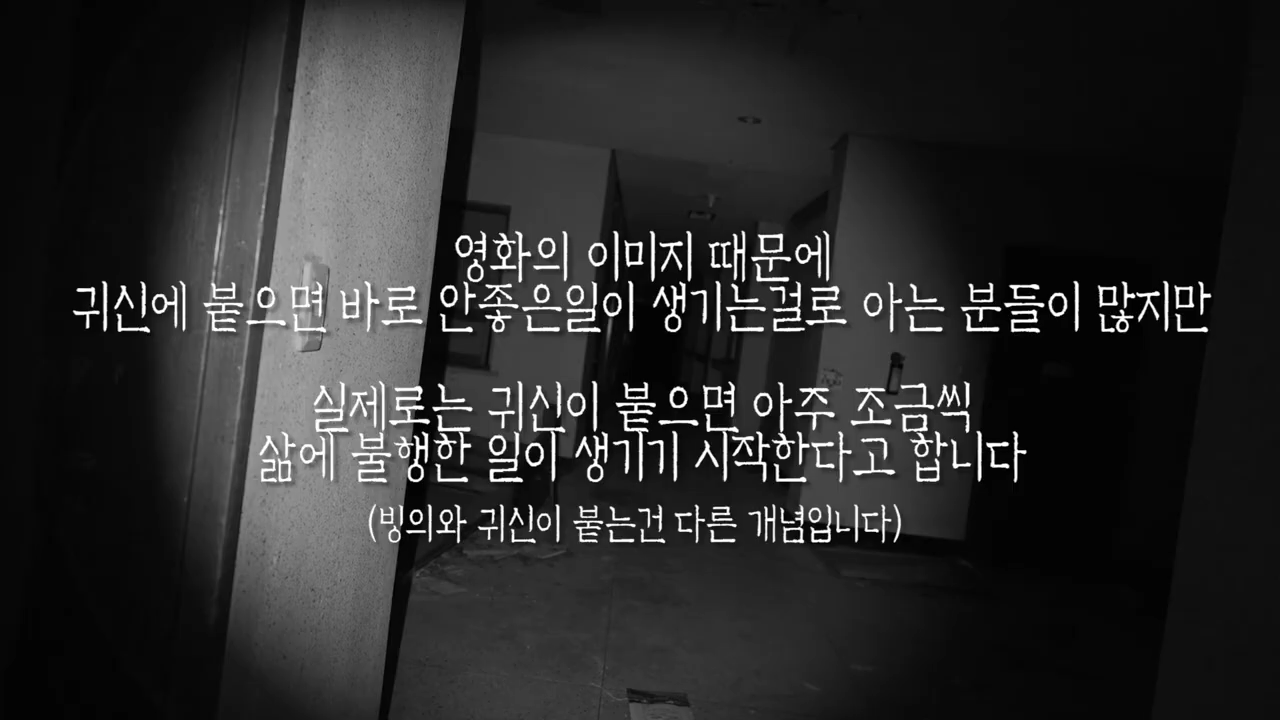 영화의 이미지 때문에
귀신에 붙으면 바로 안좋은일이 생기는걸로 아는 분들이 많지만
실제로는 귀신이 붙으면 아주 조금씩
삶에 불행한 일이 생기기 시작한다고 합니다
(빙의와 귀신이 붙는건 다른 개념입니다)